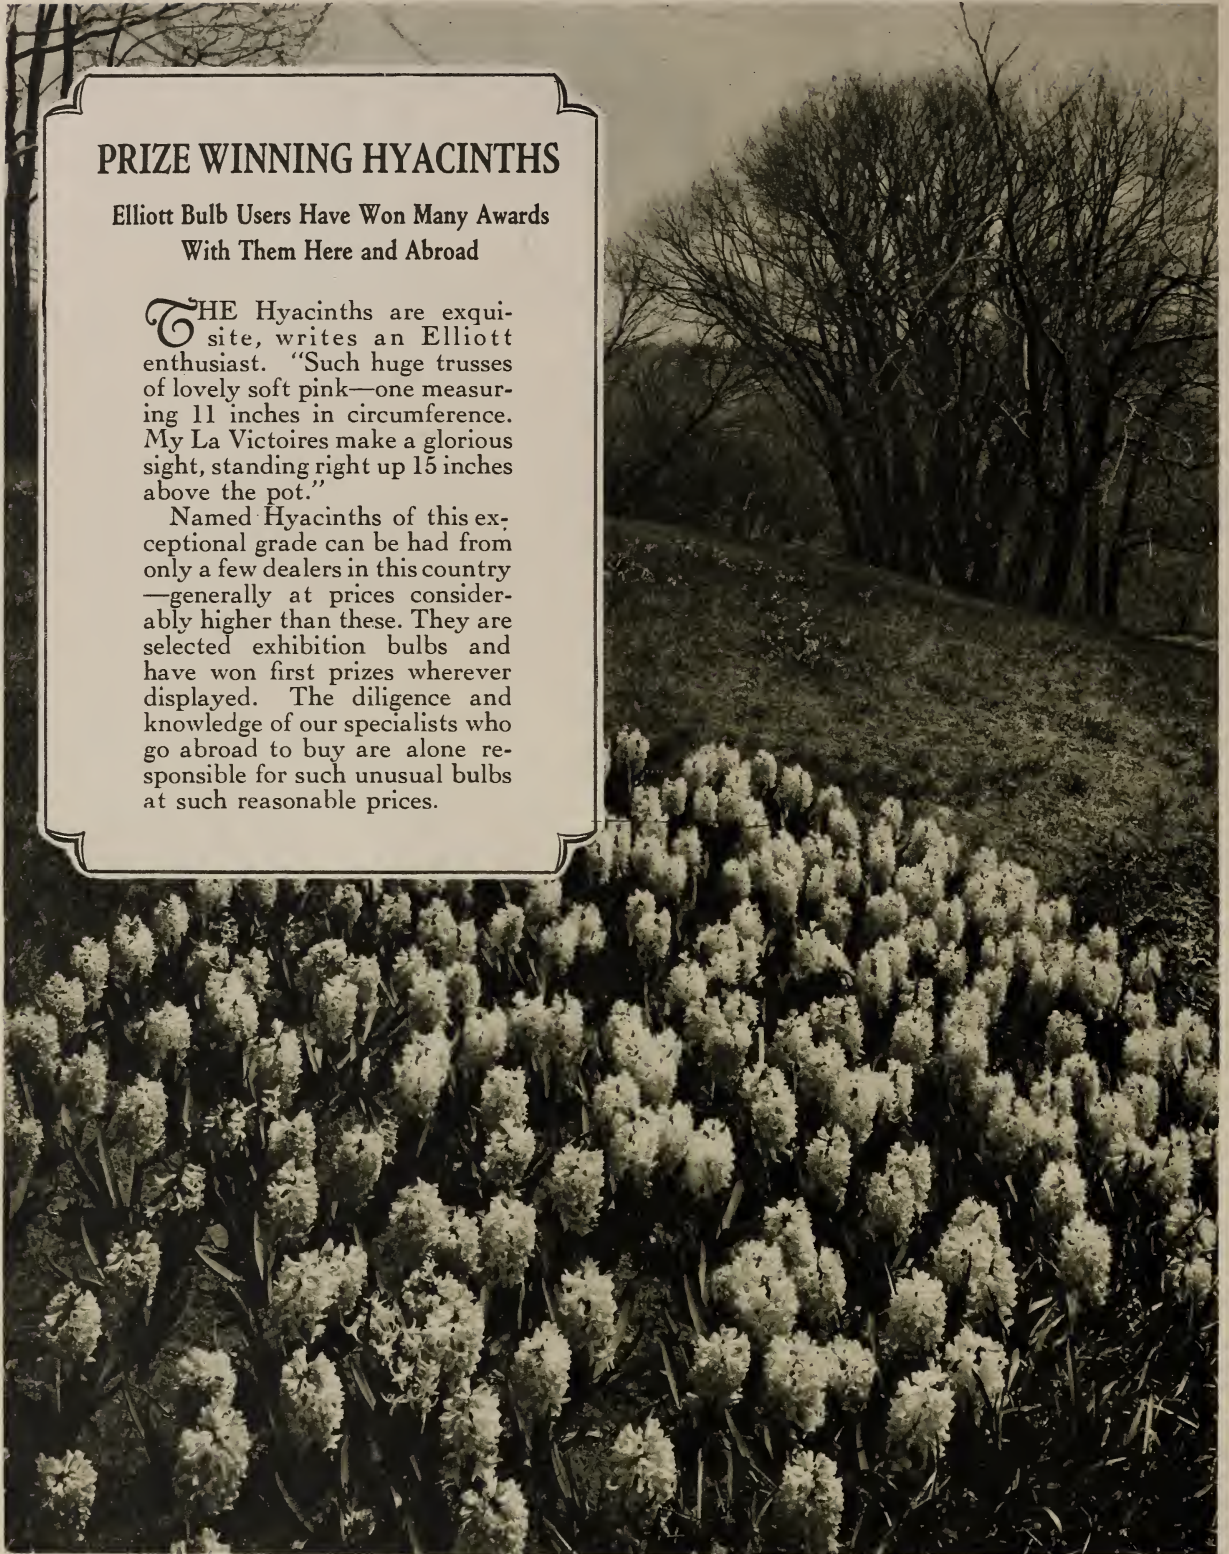 PRIZE WINNING HYACINTHS
Elliott Bulb Users Have Won Many Awards
With Them Here and Abroad
THE Hyacinths are exqui-
site, writes an Elliott
enthusiast. "Such huge trusses
of lovely soft pink—one measur-
ing 11 inches in circumference.
My La Victoires make a glorious
sight, standing right up 15 inches
above the pot."
Named Hyacinths of this ex-
ceptional grade can be had from
only a few dealers in this country
—generally at prices consider-
ably higher than these. They are
selected exhibition bulbs and
have won first prizes wherever
displayed. The diligence and
knowledge of our specialists who
go abroad to buy are alone re-
sponsible for such unusual bulbs
at such reasonable prices.